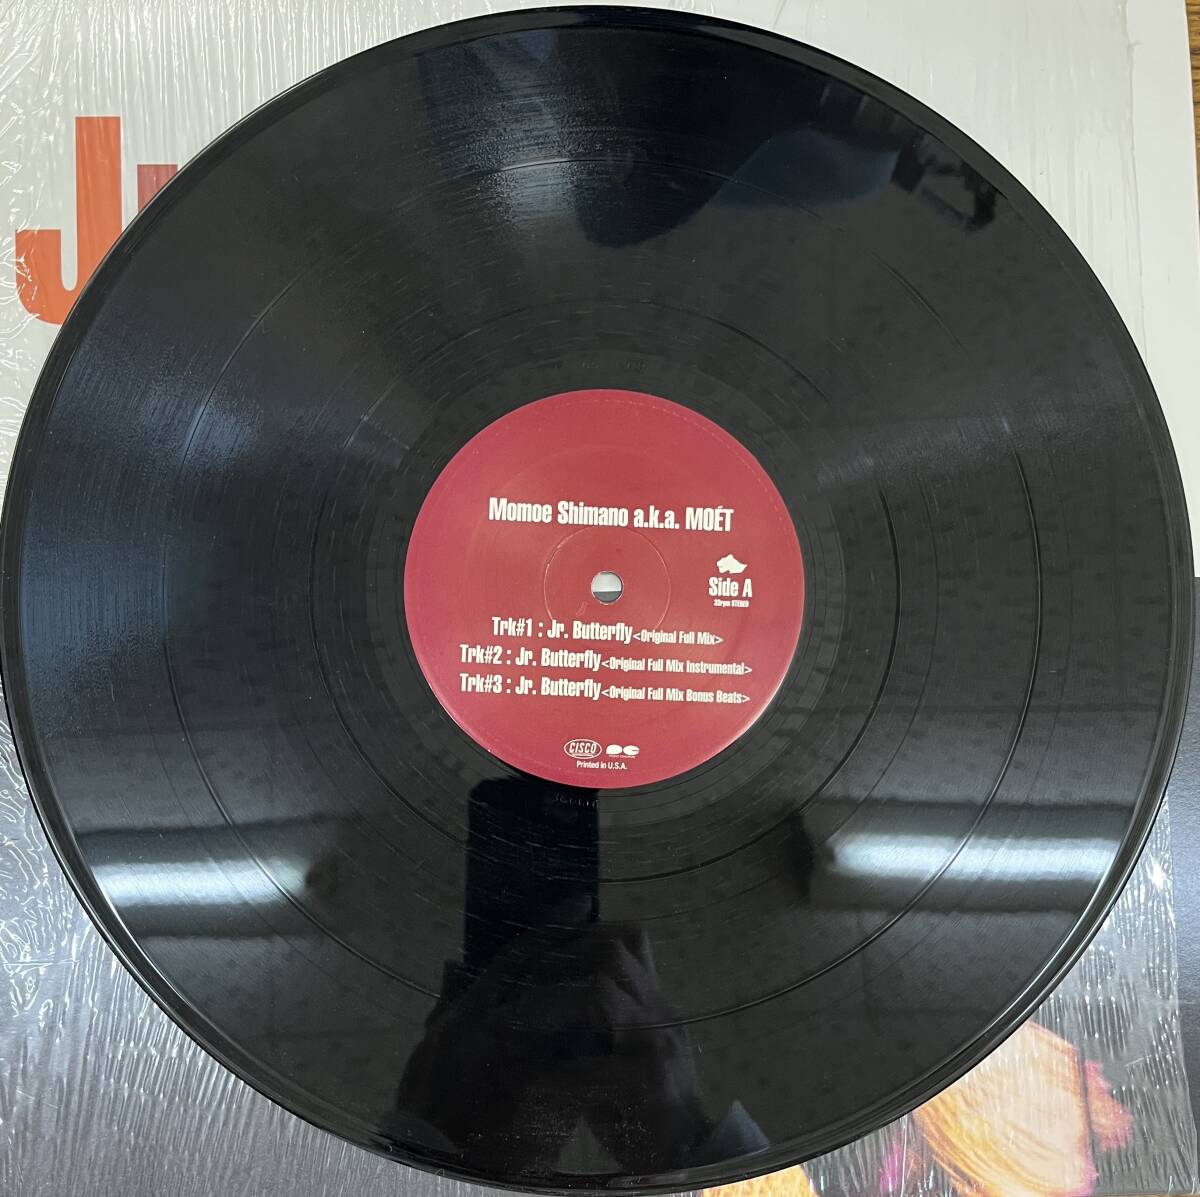 J
Momoe Shimano a.k.a. MOÉT
Side A
33rpm STEREO
Trk#1 : Jr. Butterfly<Original Full Mix>
Trk#2 : Jr. Butterfly<Original Full Mix Instrumental>
Trk#3 : Jr. Butterfly<Original Full Mix Bonus Beats>
CISCO
Printed in U.S.A.